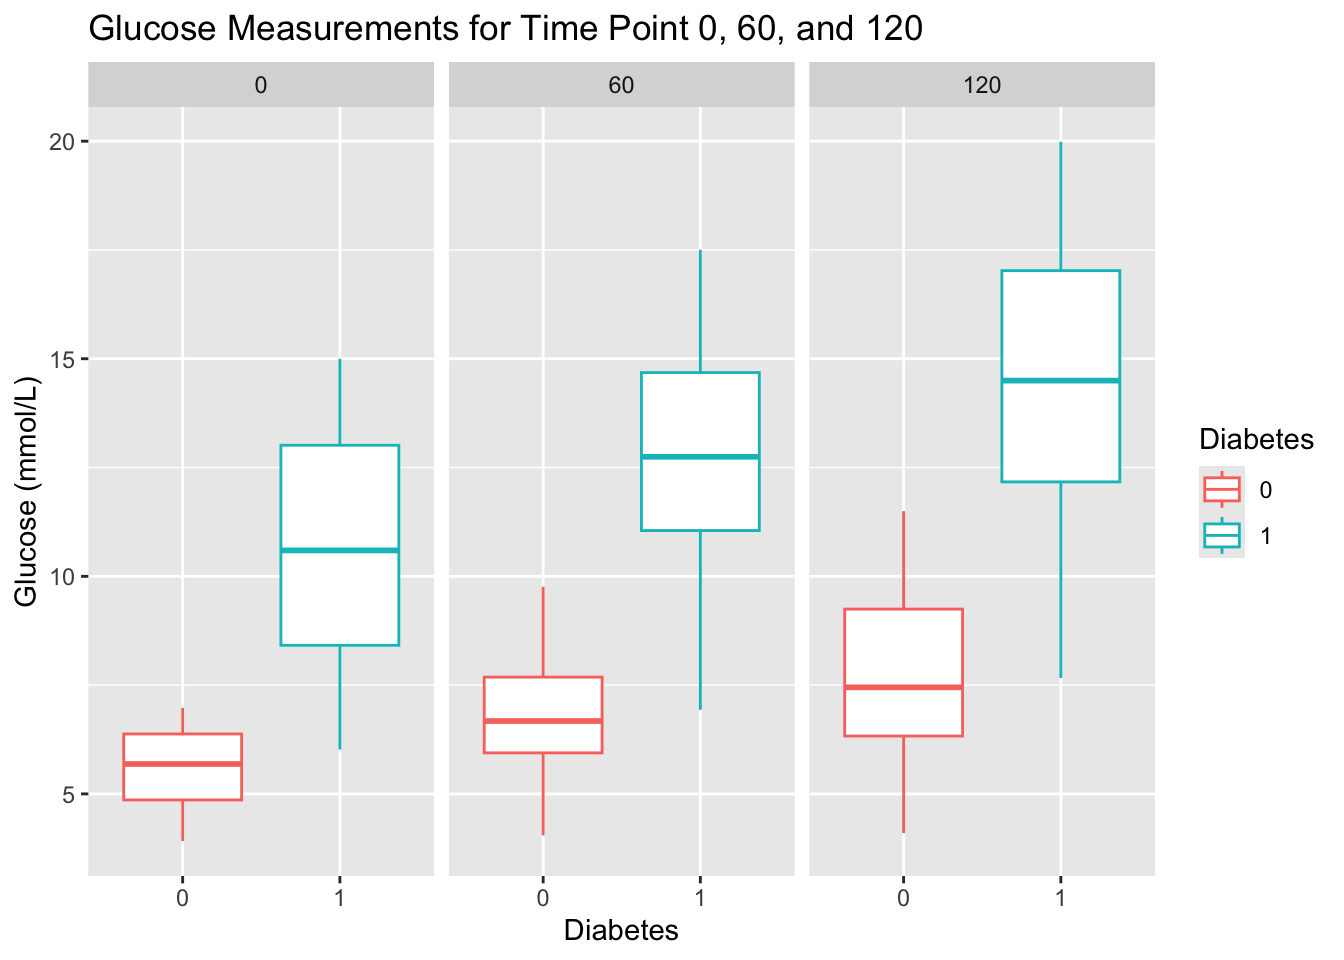 Glucose Measurements for Time Point 0, 60, and 120
0 60 120
20
15
10
5
Glucose (mmol/L)
0 1 0 1 0 1
Diabetes
Diabetes
0
1